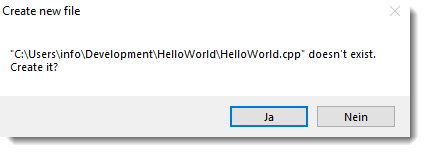 Create new file
"C:\Users\info\Development\HelloWorld\HelloWorld.cpp" doesn't exist.
Create it?
Ja
Nein